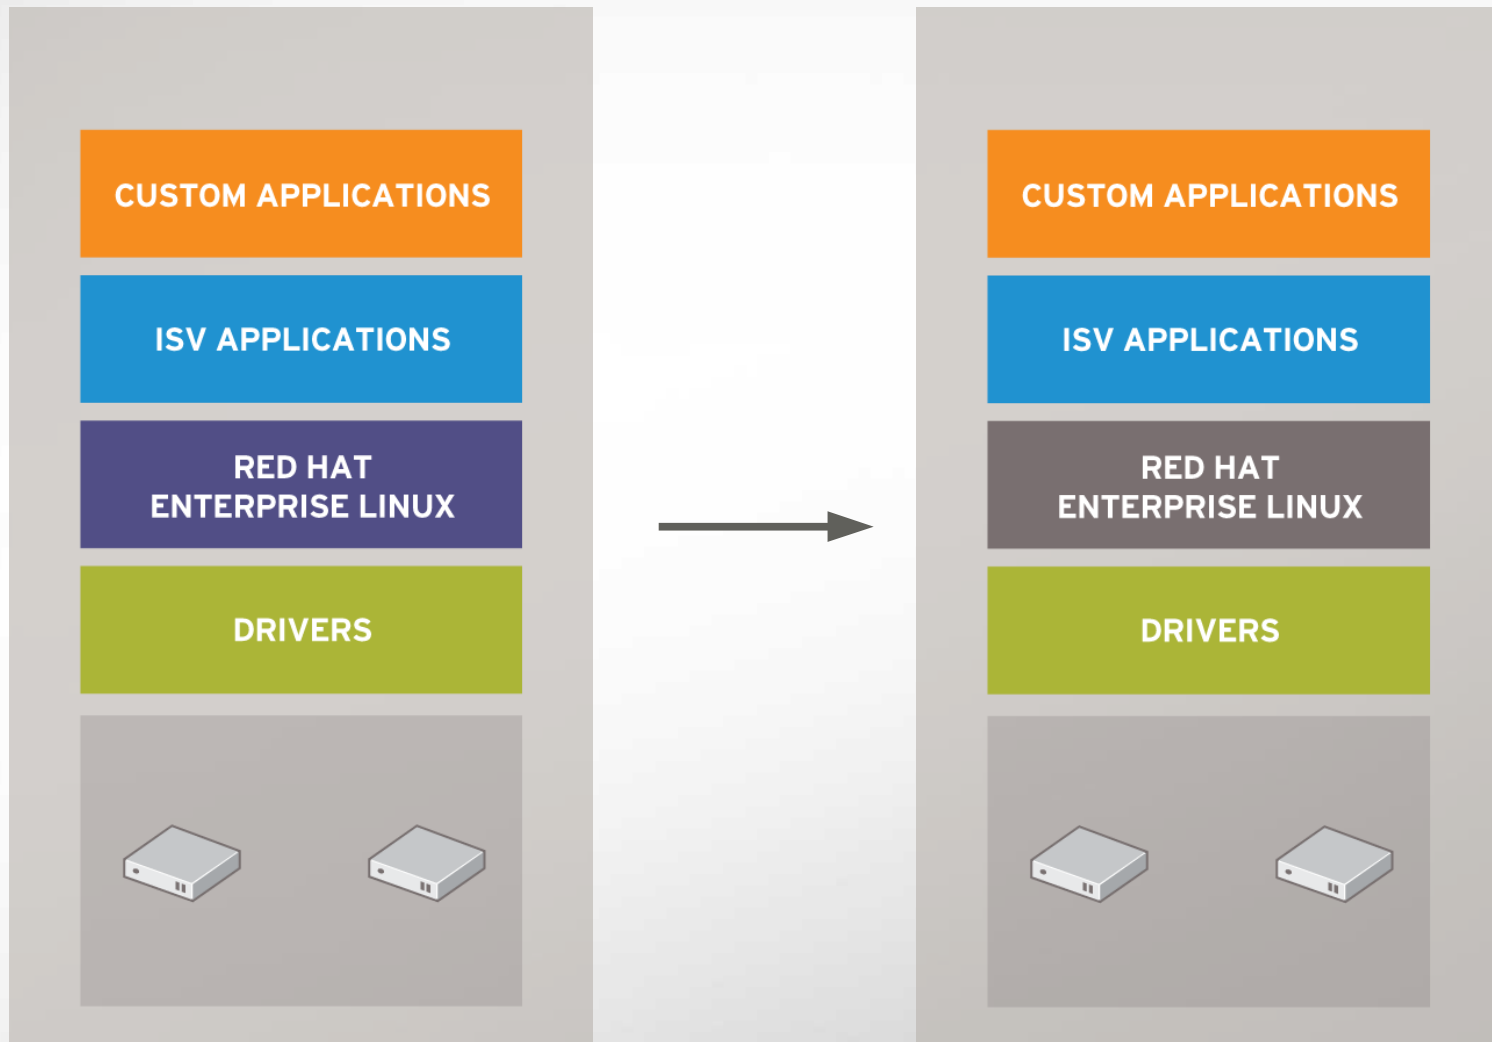 CUSTOM APPLICATIONS
ISV APPLICATIONS
RED HAT
ENTERPRISE LINUX
DRIVERS
CUSTOM APPLICATIONS
ISV APPLICATIONS
RED HAT
ENTERPRISE LINUX
DRIVERS